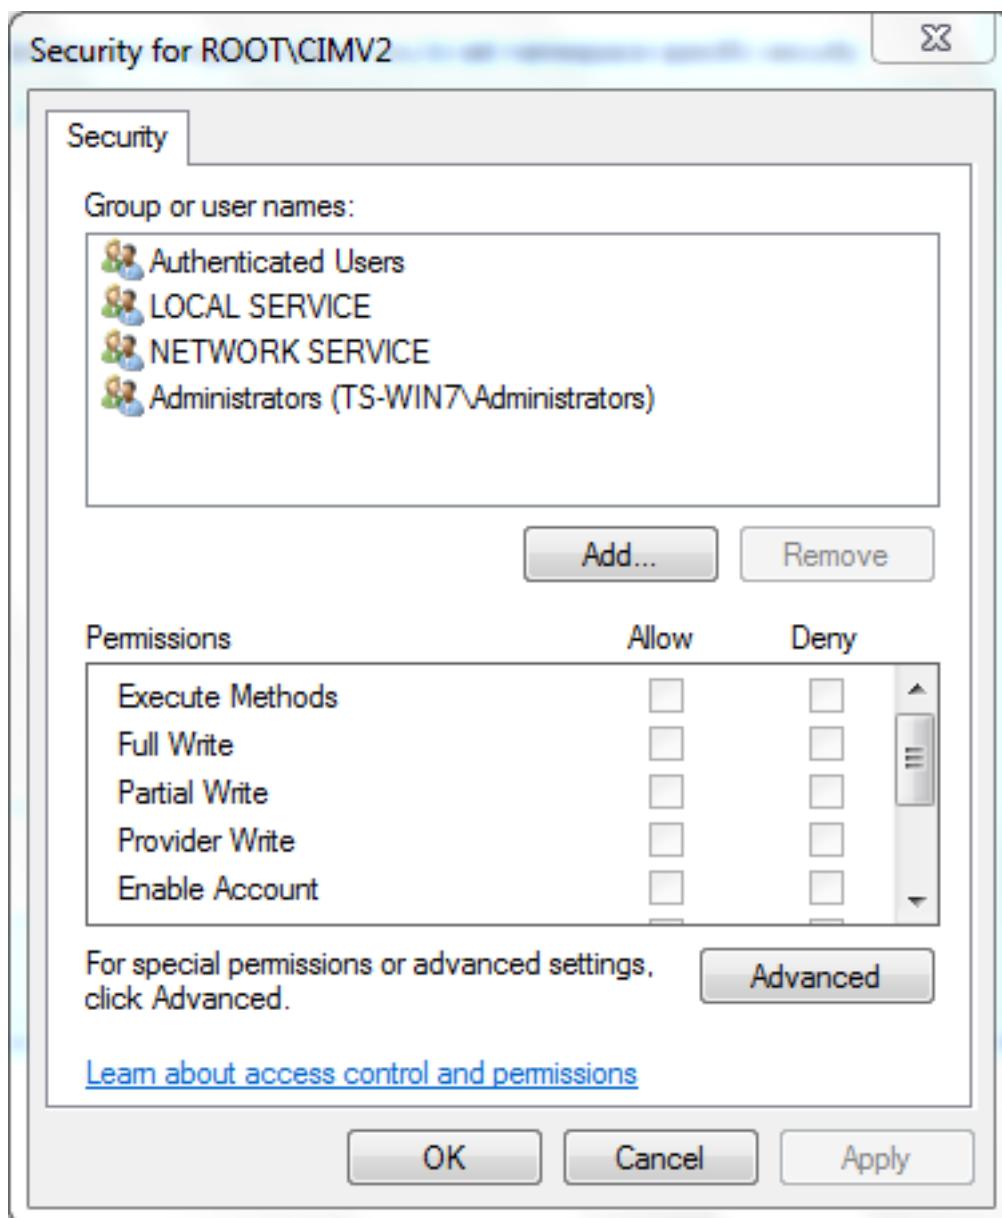 Security for ROOT\CIMV2
Security
Group or user names:
Authenticated Users
LOCAL SERVICE
NETWORK SERVICE
Administrators (TS-WIN7\Administrators)
Add...
Remove
Permissions
Allow
Deny
Execute Methods
Full Write
Partial Write
Provider Write
Enable Account
For special permissions or advanced settings,
click Advanced.
Advanced
Learn about access control and permissions
OK
Cancel
Apply